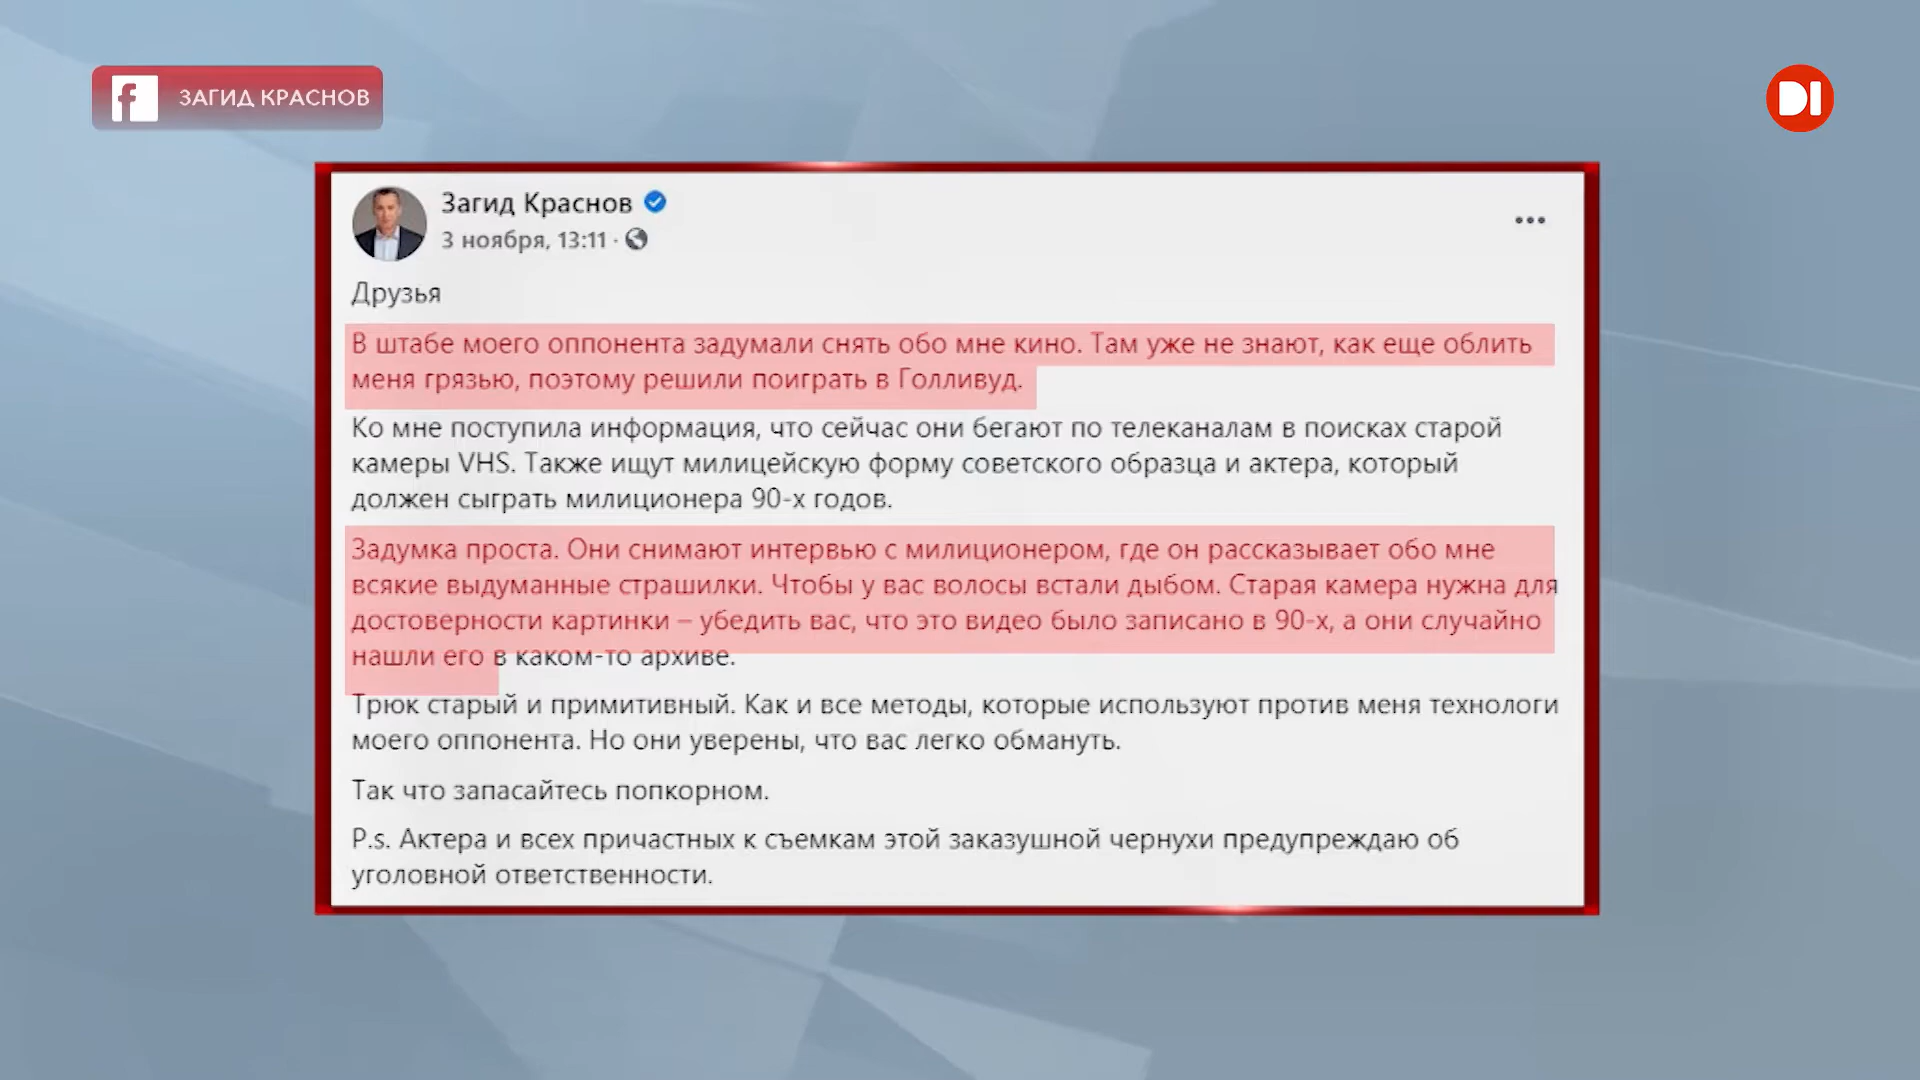 ЗАГИД КРАСНОВ
DI
Загид Краснов
3 ноября, 13:11 ·
Друзья
В штабе моего оппонента задумали снять обо мне кино. Там уже не знают, как еще облить
меня грязью, поэтому решили поиграть в Голливуд.
Ко мне поступила информация, что сейчас они бегают по телеканалам в поисках старой
камеры VHS. Также ищут милицейскую форму советского образца и актера, который
должен сыграть милиционера 90-х годов.
Задумка проста. Они снимают интервью с милиционером, где он рассказывает обо мне
всякие выдуманные страшилки. Чтобы у вас волосы встали дыбом. Старая камера нужна для
достоверности картинки – убедить вас, что это видео было записано в 90-х, а они случайно
нашли его в каком-то архиве.
Трюк старый и примитивный. Как и все методы, которые используют против меня технологи
моего оппонента. Но они уверены, что вас легко обмануть.
Так что запасайтесь попкорном.
P.s. Актера и всех причастных к съемкам этой заказушной чернухи предупреждаю об
уголовной ответственности.